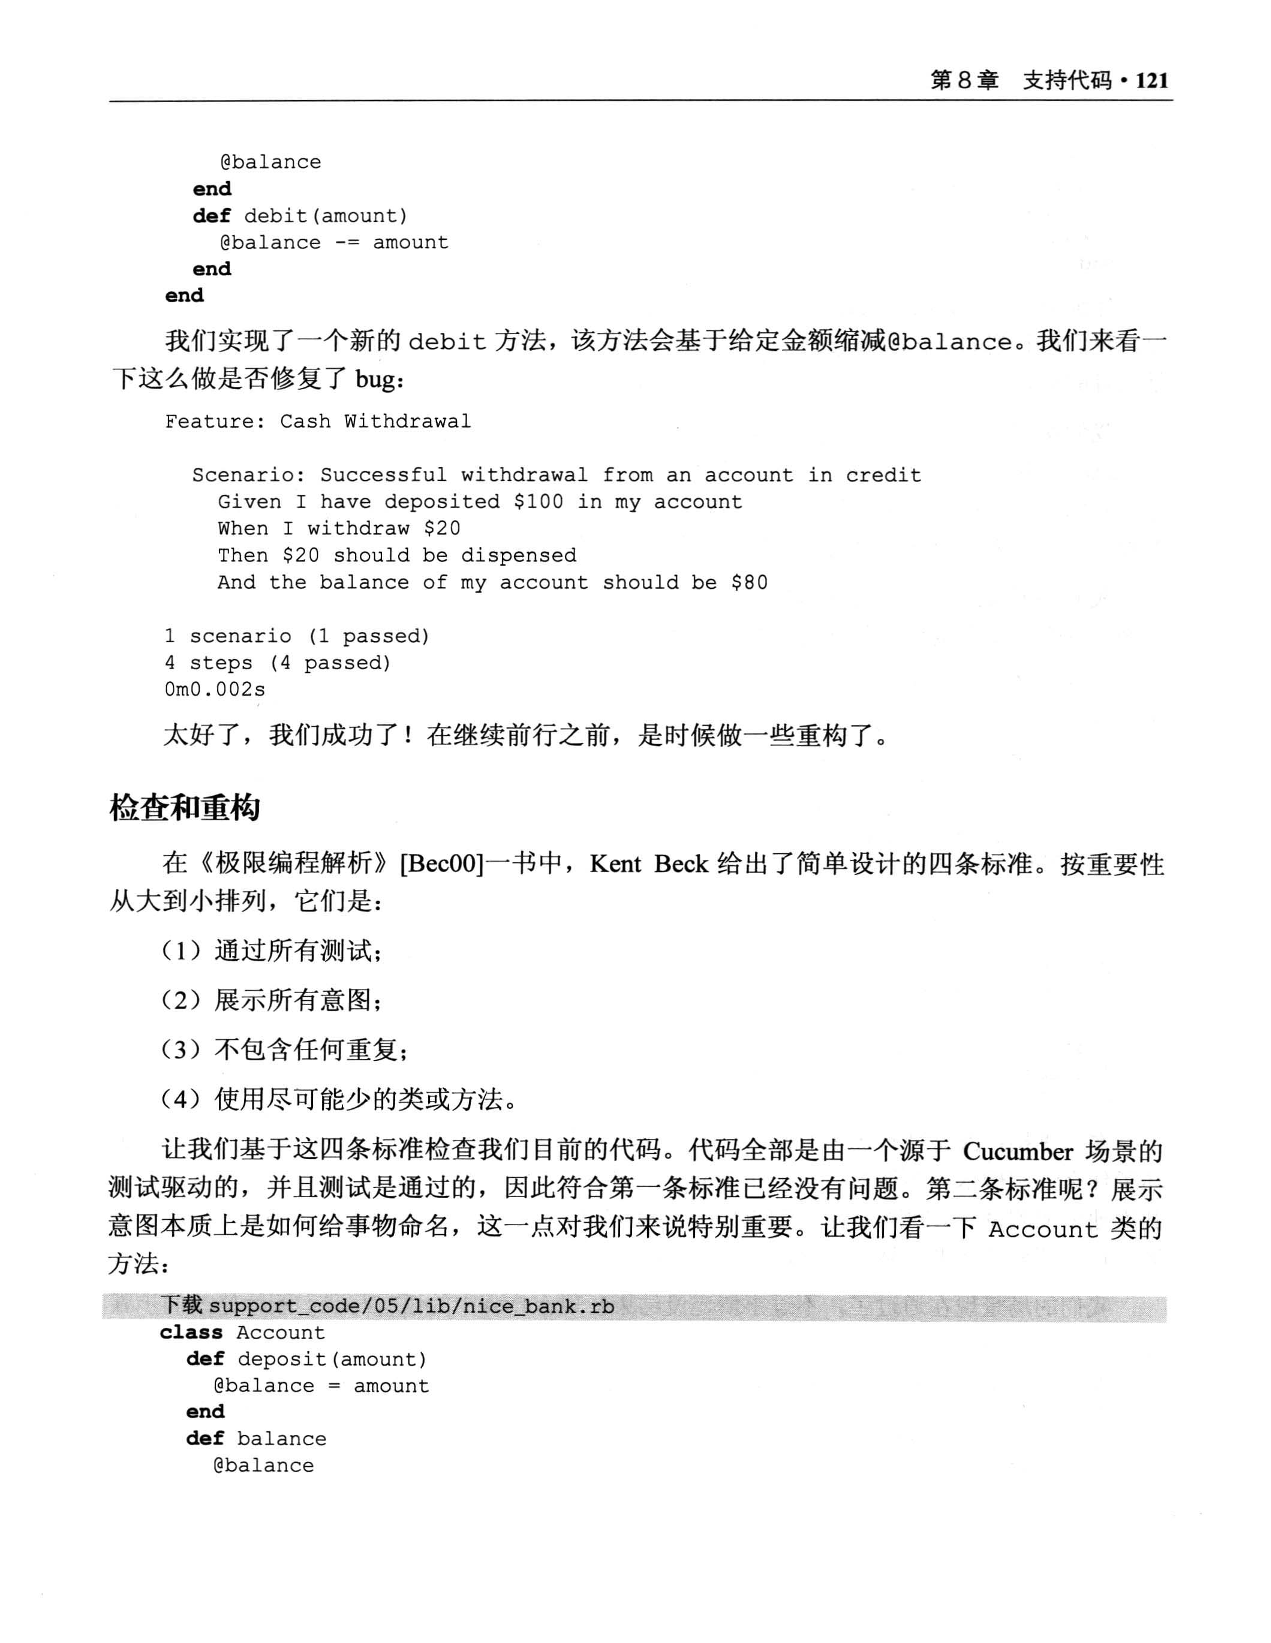 第8章 支持代码·121
@balance
end
def debit(amount)
@balance -= amount
end
end
我们实现了一个新的 debit 方法，该方法会基于给定金额缩减@balance。我们来看一
下这么做是否修复了 bug：
Feature: Cash Withdrawal
Scenario: Successful withdrawal from an account in credit
Given I have deposited $100 in my account
When I withdraw $20
Then $20 should be dispensed
And the balance of my account should be $80
1 scenario (1 passed)
4 steps (4 passed)
0m0.002s
太好了，我们成功了！在继续前行之前，是时候做一些重构了。
检查和重构
在《极限编程解析》[Bec00]一书中，Kent Beck 给出了简单设计的四条标准。按重要性
从大到小排列，它们是：
（1）通过所有测试；
（2）展示所有意图；
（3）不包含任何重复；
（4）使用尽可能少的类或方法。
让我们基于这四条标准检查我们目前的代码。代码全部是由一个源于 Cucumber 场景的
测试驱动的，并且测试是通过的，因此符合第一条标准已经没有问题。第二条标准呢？展示
意图本质上是如何给事物命名，这一点对我们来说特别重要。让我们看一下 Account 类的
方法：
下载 support_code/05/lib/nice_bank.rb
class Account
def deposit(amount)
@balance = amount
end
def balance
@balance